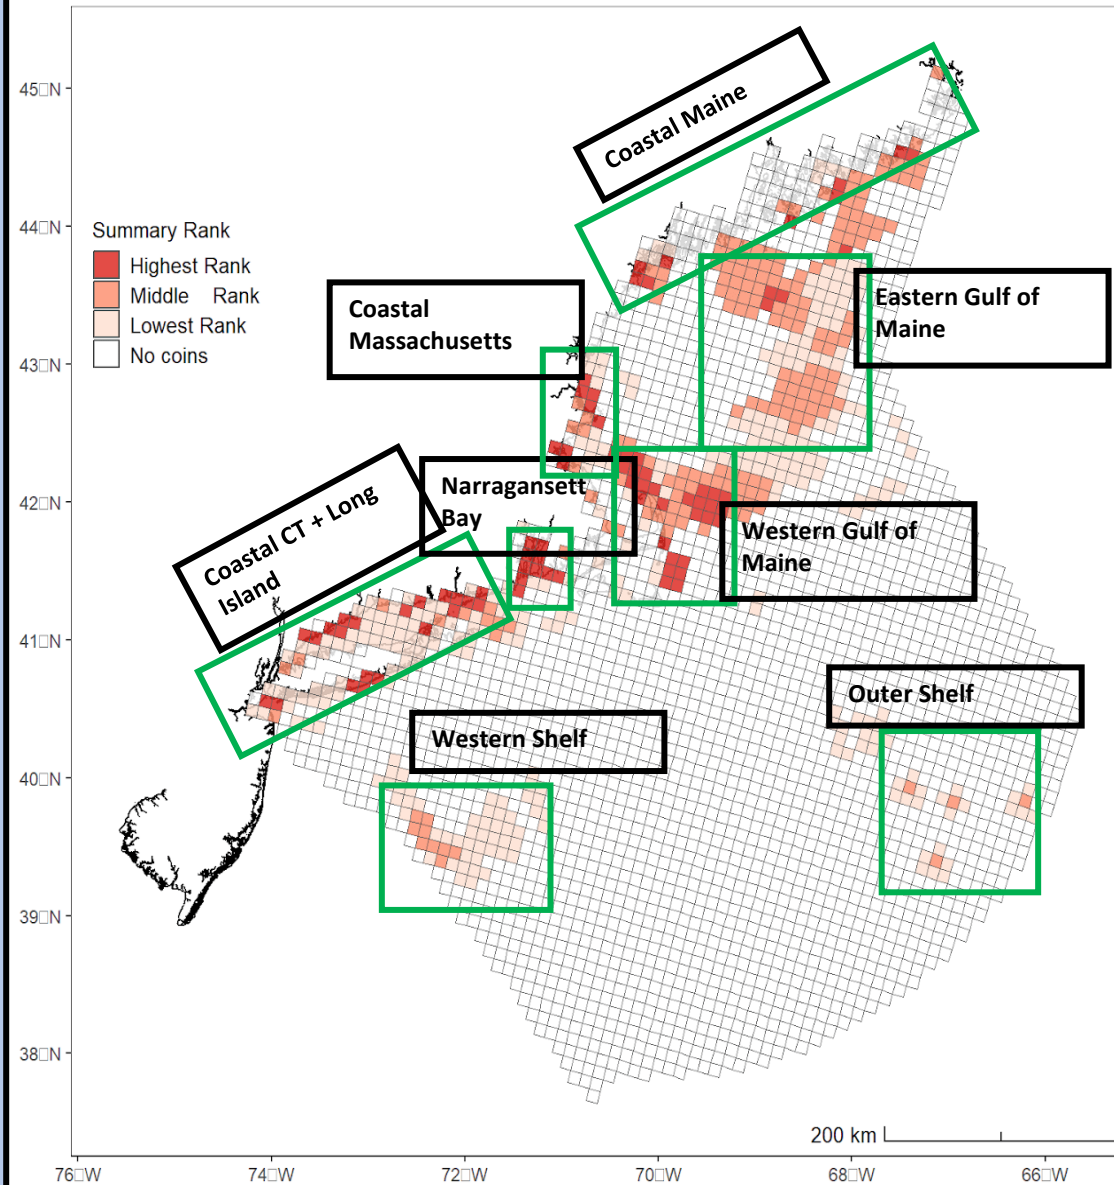 Coastal Maine
45□N
44□N
Summary Rank
Highest Rank
Middle Rank
Lowest Rank
No coins
Coastal
Massachusetts
Eastern Gulf of
Maine
43□N
42□N
Narragansett
Bay
Coastal CT + Long
Island
Western Gulf of
Maine
41□N
Outer Shelf
Western Shelf
40□N
39□N
38□N
200 km
76□W
74□W
72□W
70□W
68□W
66□W